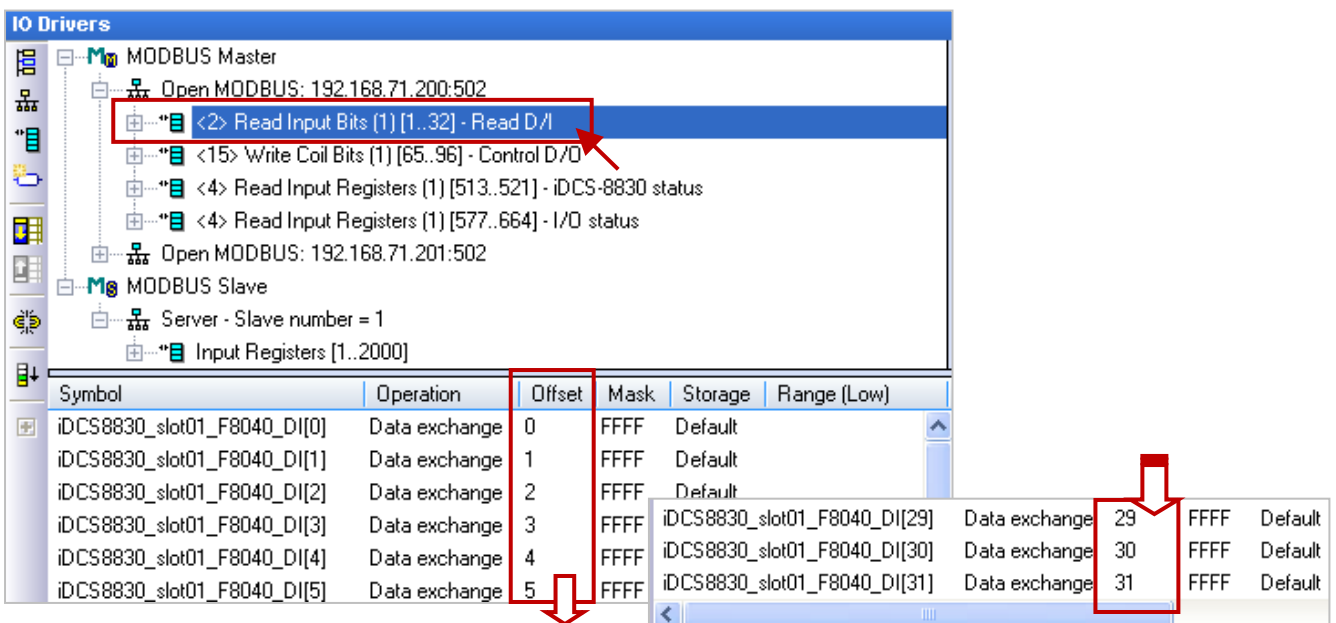 IO Drivers
MODBUS Master
Open MODBUS: 192.168.71.200:502
<2> Read Input Bits (1) [1..32] - Read D/I
<15> Write Coil Bits (1) [65..96] - Control D/O
<4> Read Input Registers (1) [513..521] - iDCS-8830 status
<4> Read Input Registers (1) [577..664] - I/O status
Open MODBUS: 192.168.71.201:502
MODBUS Slave
Server - Slave number = 1
Input Registers [1..2000]
Symbol Operation Offset Mask Storage Range (Low)
iDCS8830_slot01_F8040_DI[0] Data exchange 0 FFFF Default
iDCS8830_slot01_F8040_DI[1] Data exchange 1 FFFF Default
iDCS8830_slot01_F8040_DI[2] Data exchange 2 FFFF Default
iDCS8830_slot01_F8040_DI[3] Data exchange 3 FFFF
iDCS8830_slot01_F8040_DI[4] Data exchange 4 FFFF
iDCS8830_slot01_F8040_DI[5] Data exchange 5 FFFF
iDCS8830_slot01_F8040_DI[29] Data exchange 29 FFFF Default
iDCS8830_slot01_F8040_DI[30] Data exchange 30 FFFF Default
iDCS8830_slot01_F8040_DI[31] Data exchange 31 FFFF Default